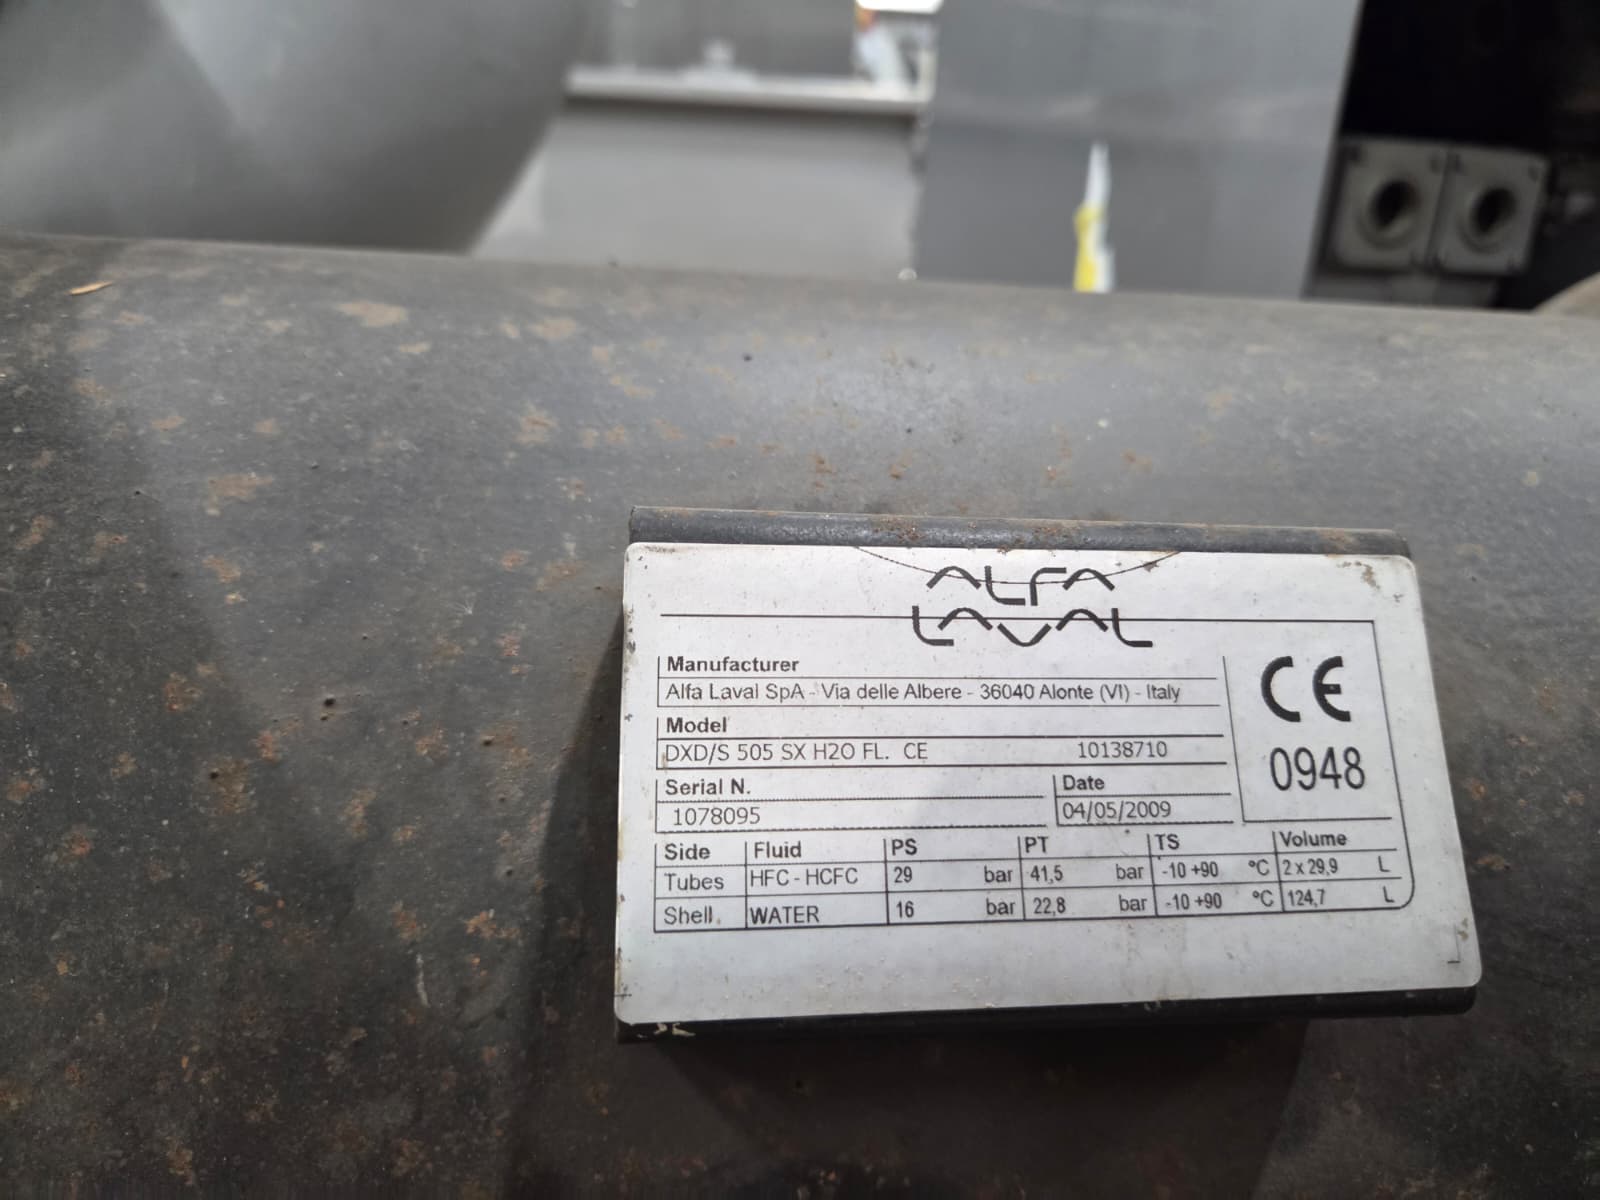 ALFA
LAVAL
Manufacturer
Alfa Laval SpA - Via delle Albere - 36040 Alonte (VI) - Italy
Model
DXD/S 505 SX H2O FL. CE 10138710
Serial N. Date
1078095 04/05/2009
CE
0948
Side Fluid PS PT TS Volume
Tubes HFC - HCFC 29 bar 41,5 bar -10 +90 °C 2 x 29,9 L
Shell WATER 16 bar 22,8 bar -10 +90 °C 124,7 L